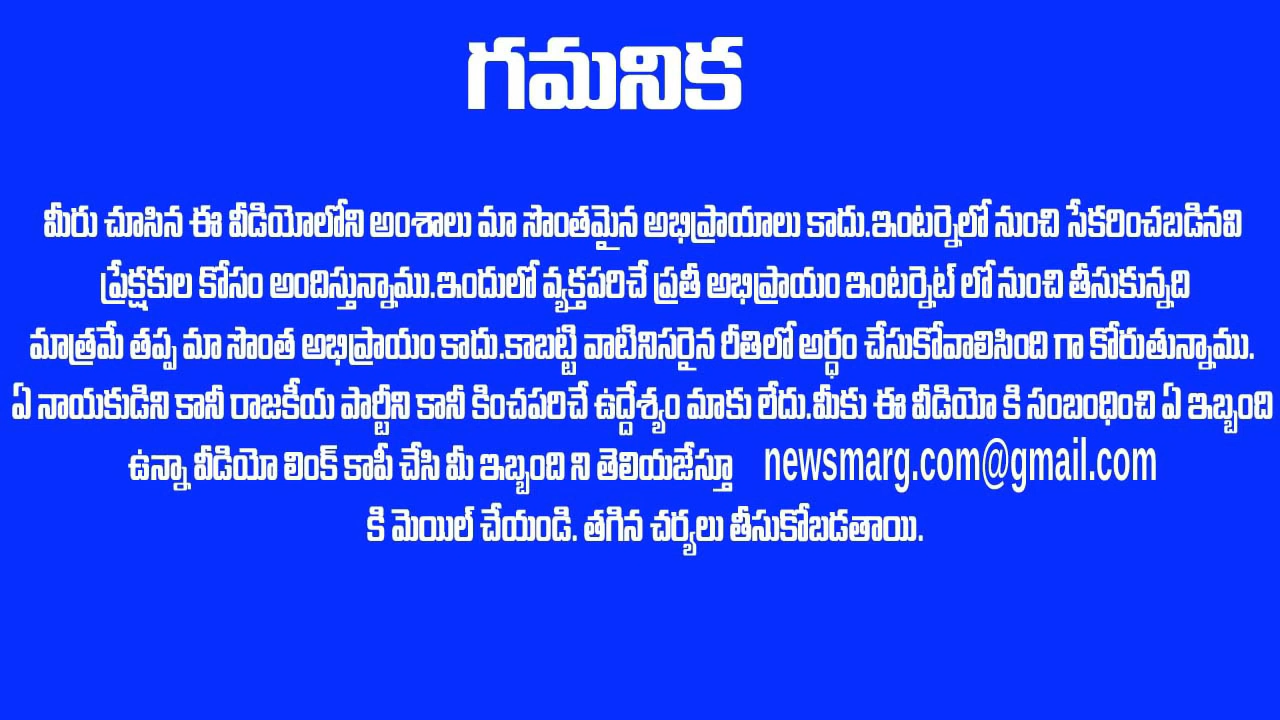 గమనిక
మీరు చూసిన ఈ వీడియోలోని అంశాలు మా సొంతమైన అభిప్రాయాలు కాదు.ఇంటర్నెలో నుంచి సేకరించబడినవి
ప్రేక్షకుల కోసం అందిస్తున్నాము.ఇందులో వ్యక్తపరిచే ప్రతీ అభిప్రాయం ఇంటర్నెట్ లో నుంచి తీసుకున్నది
మాత్రమే తప్ప మా సొంత అభిప్రాయం కాదు.కాబట్టి వాటినిసరైన రీతిలో అర్ధం చేసుకోవాలిసింది గా కోరుతున్నాము.
ఏ నాయకుడిని కానీ రాజకీయ పార్టీని కానీ కించపరిచే ఉద్దేశ్యం మాకు లేదు.మీకు ఈ వీడియో కి సంబంధించి ఏ ఇబ్బంది
ఉన్నా వీడియో లింక్ కాపీ చేసి మీ ఇబ్బంది ని తెలియజేస్తూ newsmarg.com@gmail.com
కి మెయిల్ చేయండి. తగిన చర్యలు తీసుకోబడతాయి.